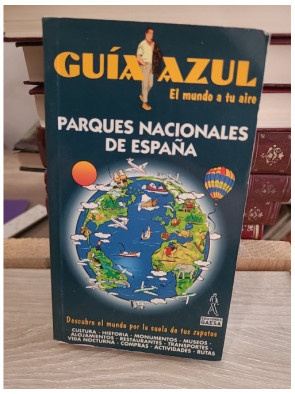 GUÍA AZUL
El mundo a tu aire
PARQUES NACIONALES
DE ESPAÑA
GAESA
Descubre el mundo por la suela de tus zapatos
CULTURA · HISTORIA · MONUMENTOS · MUSEOS ·
ALOJAMIENTOS · RESTAURANTES · TRANSPORTES ·
VIDA NOCTURNA · COMPRAS · ACTIVIDADES · RUTAS